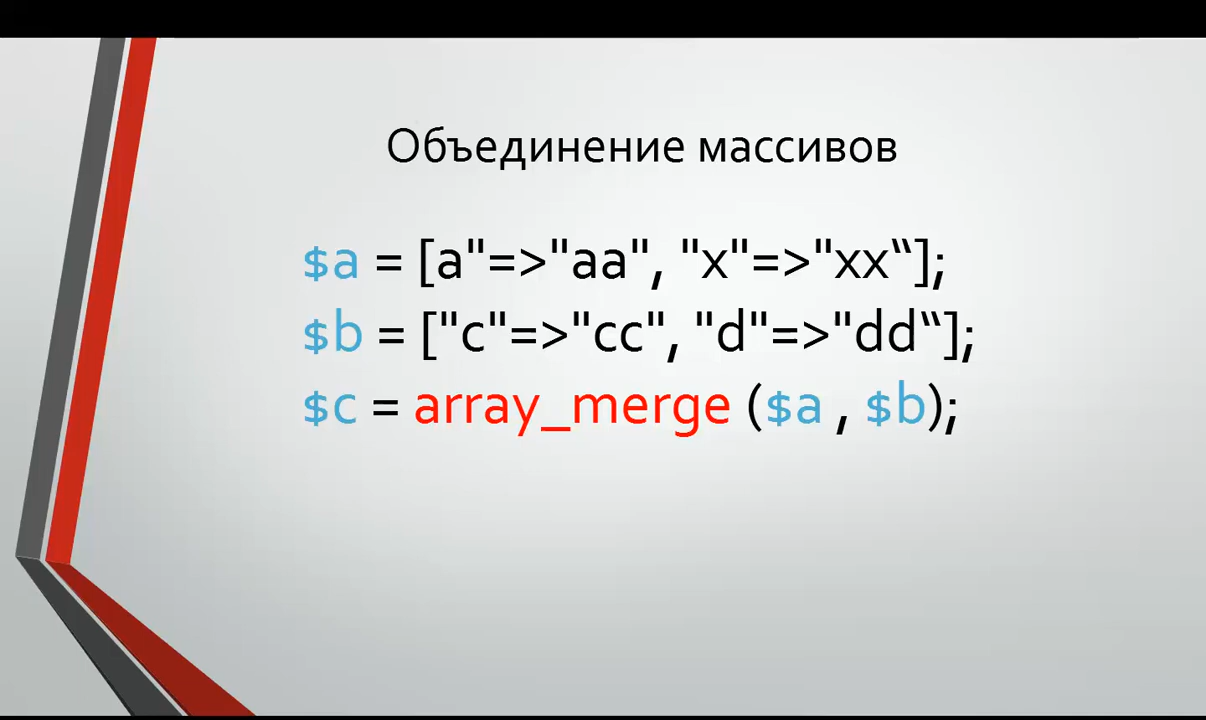 Объединение массивов
$a = [a"=>"aa", "x"=>"xx“];
$b = ["c"=>"cc", "d"=>"dd“];
$c = array_merge ($a , $b);